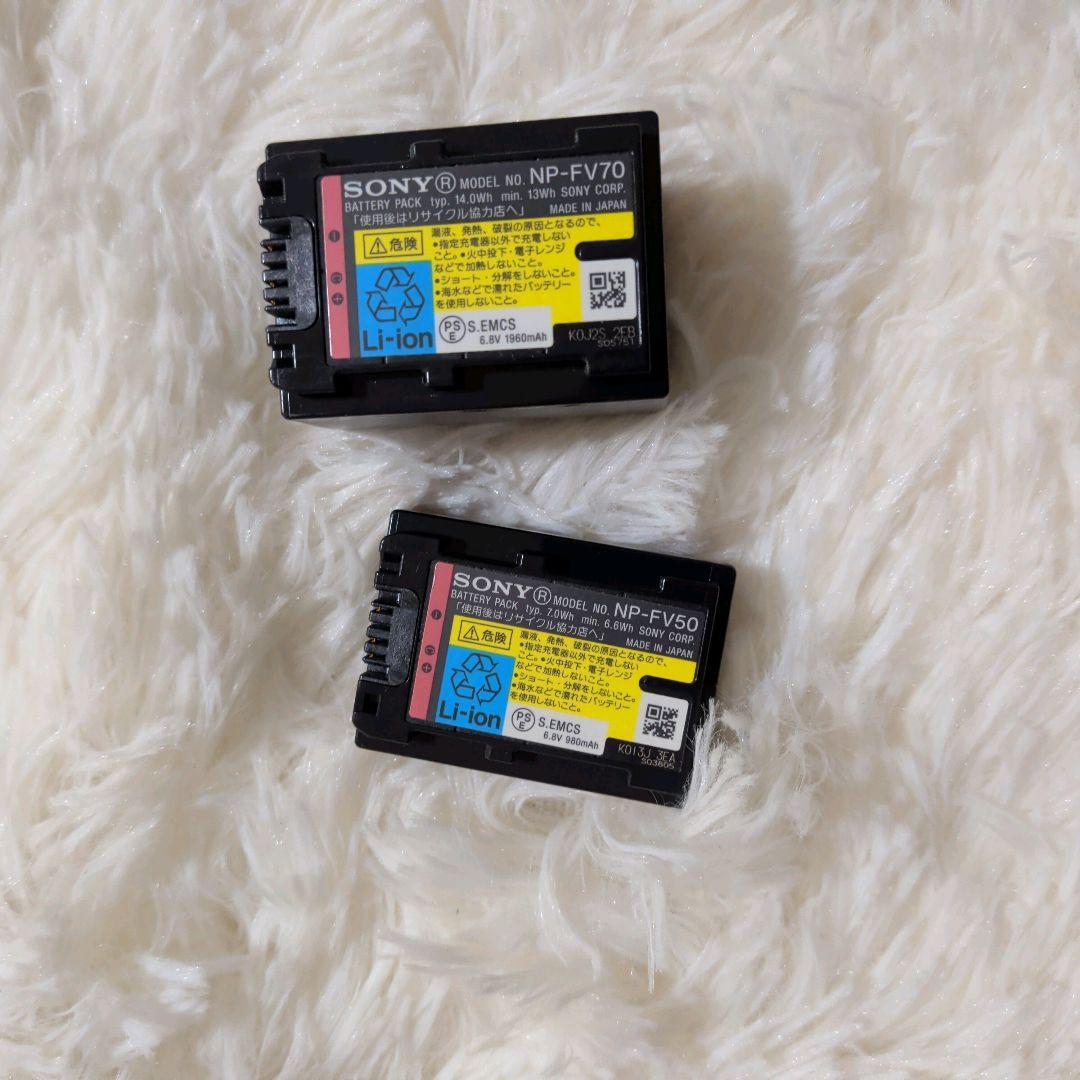 SONY® MODEL NO. NP-FV70
BATTERY PACK typ. 14.0Wh min. 13Wh SONY CORP.
「使用後はリサイクル協力店へ」 MADE IN JAPAN
危険
漏液、発熱、破裂の原因となるので、
•指定充電器以外で充電しない
こと。•火中投下・電子レンジ
などで加熱しないこと。
•ショート・分解をしないこと。
•海水などで濡れたバッテリー
を使用しないこと。
Li-ion
PS
E
S.EMCS
6.8V 1960mAh
K0J2S 2EB
S05751
SONY® MODEL NO. NP-FV50
BATTERY PACK typ. 7.0Wh min. 6.6Wh SONY CORP.
「使用後はリサイクル協力店へ」 MADE IN JAPAN
危険
漏液、発熱、破裂の原因となるので、
•指定充電器以外で充電しない
こと。•火中投下・電子レンジ
などで加熱しないこと。
•ショート・分解をしないこと。
•海水などで濡れたバッテリー
を使用しないこと。
Li-ion
PS
E
S.EMCS
6.8V 980mAh
K0I3J 3EA
S03805